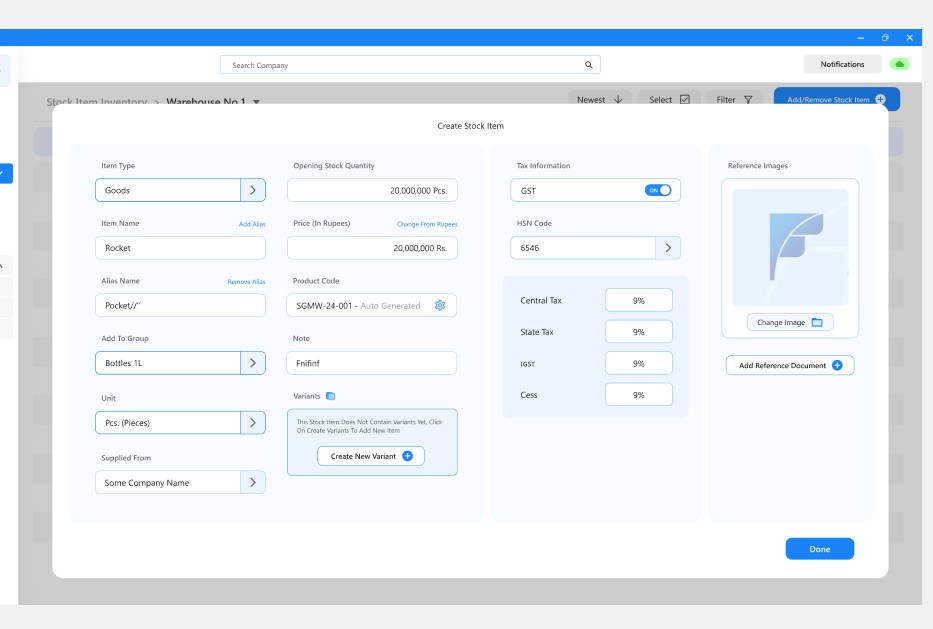 Search Company
Notifications
Stock Item Inventory > Warehouse No 1
Newest
Select
Filter
Add/Remove Stock Item
Create Stock Item
Item Type
Goods
Item Name
Add Alias
Rocket
Alias Name
Remove Alias
Pocket//“
Add To Group
Bottles 1L
Unit
Pcs. (Pieces)
Supplied From
Some Company Name
Opening Stock Quantity
20,000,000 Pcs.
Price (In Rupees)
Change From Rupees
20,000,000 Rs.
Product Code
SGMW-24-001 - Auto Generated
Note
Fnifinf
Variants
This Stock Item Does Not Contain Variants Yet, Click
On Create Variants To Add New Item
Create New Variant
Tax Information
GST
ON
HSN Code
6546
Central Tax
9%
State Tax
9%
IGST
9%
Cess
9%
Reference Images
Change Image
Add Reference Document
Done